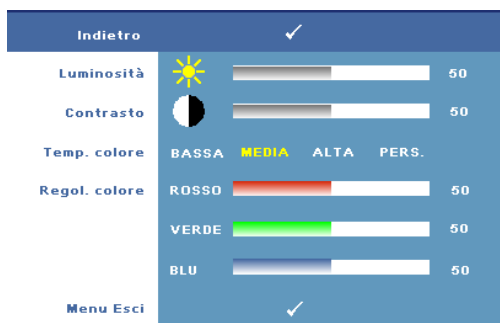 Indietro
Luminosità 50
Contrasto 50
Temp. colore BASSA MEDIA ALTA PERS.
Regol. colore ROSSO 50
VERDE 50
BLU 50
Menu Esci